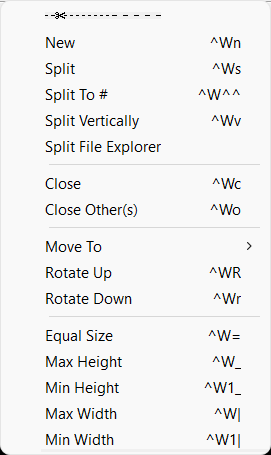 New ^Wn
Split ^Ws
Split To # ^W^^
Split Vertically ^Wv
Split File Explorer
Close ^Wc
Close Other(s) ^Wo
Move To >
Rotate Up ^WR
Rotate Down ^Wr
Equal Size ^W=
Max Height ^W_
Min Height ^W1_
Max Width ^W|
Min Width ^W1|